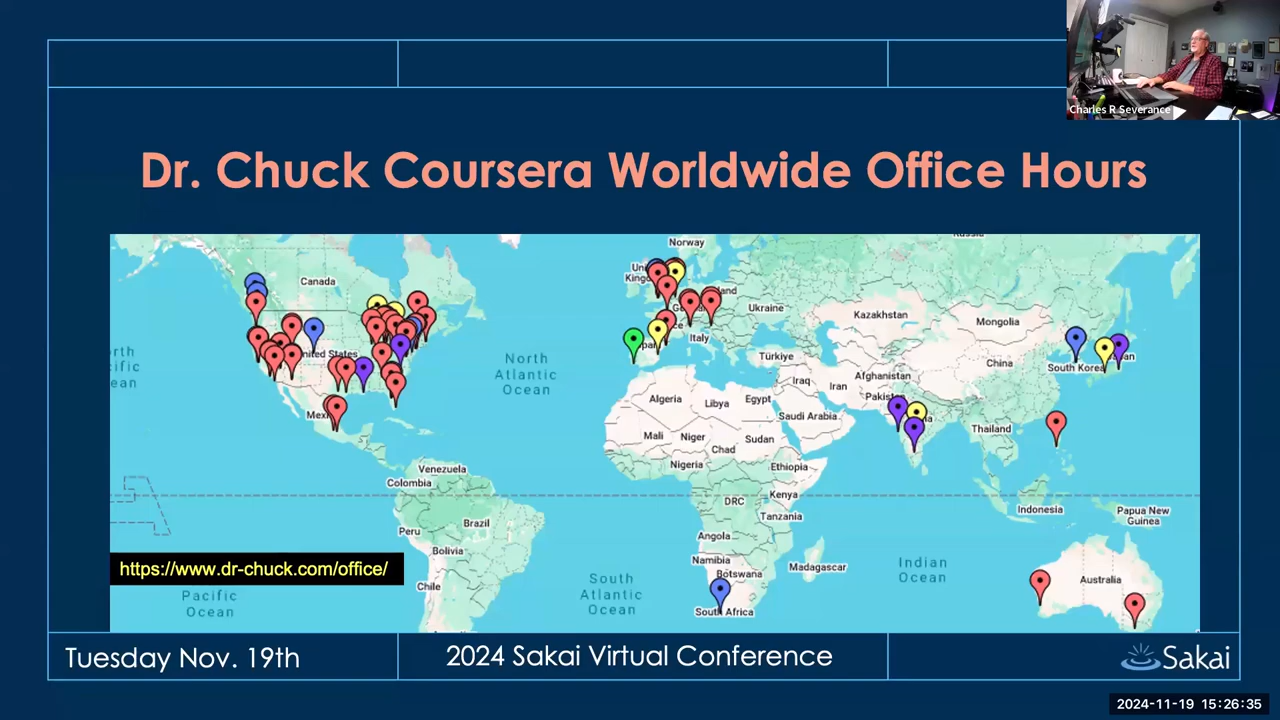 Charles R Severance
Dr. Chuck Coursera Worldwide Office Hours
Norway
Canada
Ukraine
Kazakhstan
Mongolia
Italy
North
Atlantic
Ocean
Türkiye
China
South Korea
Afghanistan
Iraq
Iran
Algeria
Libya
Egypt
Saudi Arabia
Thailand
Mali
Niger
Chad
Sudan
Nigeria
Ethiopia
Venezuela
Colombia
DRC
Kenya
Tanzania
Indonesia
Papua New
Guinea
Peru
Brazil
Angola
Bolivia
Namibia
Botswana
Madagascar
Indian
Ocean
Australia
https://www.dr-chuck.com/office/
Chile
South
Atlantic
Ocean
Pacific
Ocean
South Africa
Tuesday Nov. 19th
2024 Sakai Virtual Conference
Sakai
2024-11-19 15:26:35